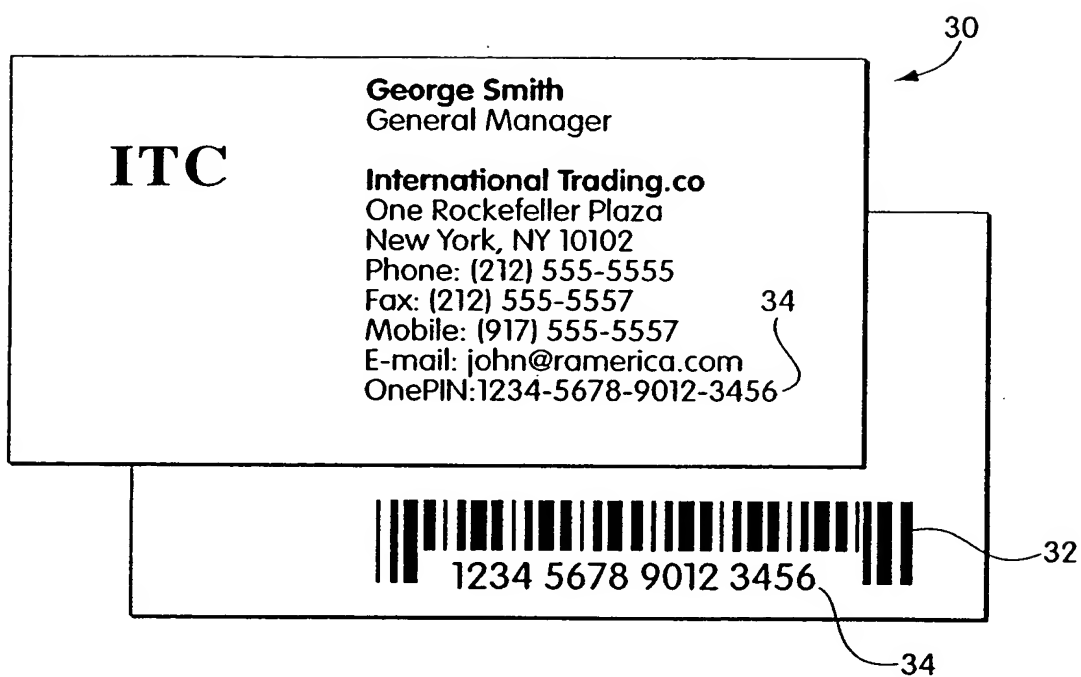 30
George Smith
General Manager
ITC
International Trading.co
One Rockefeller Plaza
New York, NY 10102
Phone: (212) 555-5555
Fax: (212) 555-5557
34
Mobile: (917) 555-5557
E-mail: john@ramerica.com
OnePIN:1234-5678-9012-3456
32
1234 5678 9012 3456
34